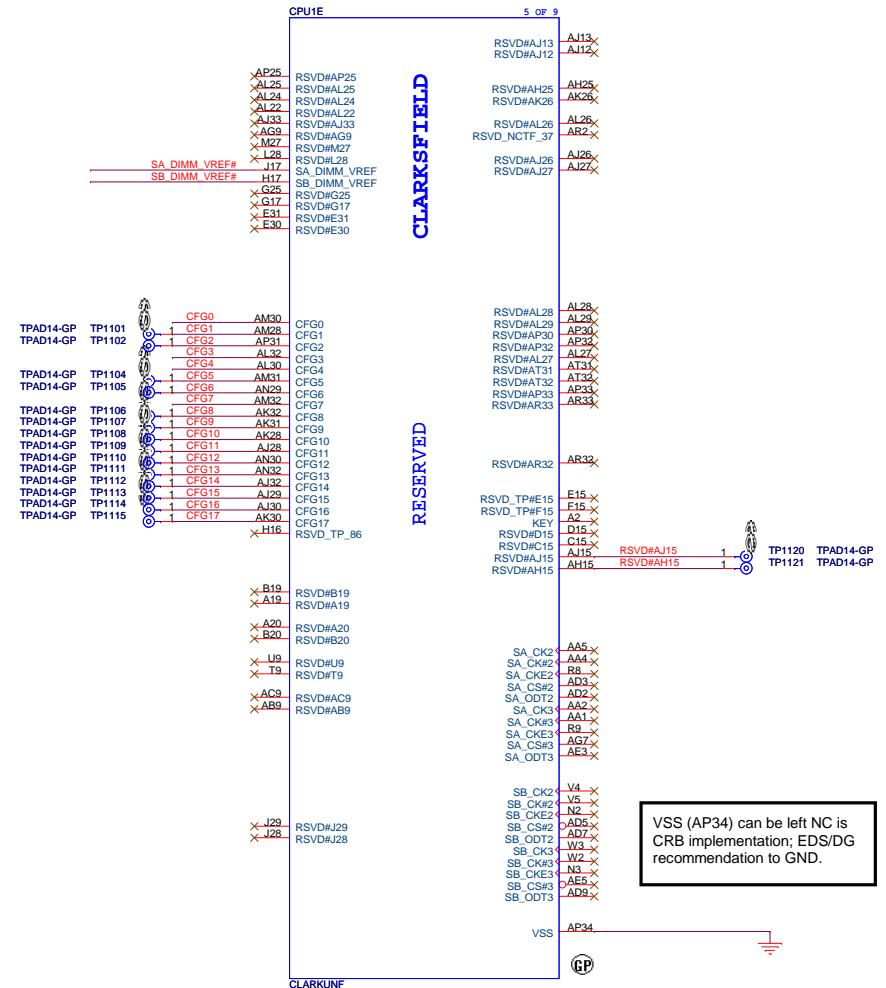 CPU1E 5 OF 9
CLARKSFIELD
RESERVED
AP25 RSVD#AP25
AL25 RSVD#AL25
AL24 RSVD#AL24
AL22 RSVD#AL22
AJ33 RSVD#AJ33
AG9 RSVD#AG9
M27 RSVD#M27
L28 RSVD#L28
SA_DIMM_VREF# J17 SA_DIMM_VREF
SB_DIMM_VREF# H17 SB_DIMM_VREF
G25 RSVD#G25
G17 RSVD#G17
E31 RSVD#E31
E30 RSVD#E30
CFG0 AM30 CFG0
TPAD14-GP TP1101 1 CFG1 AM28 CFG1
TPAD14-GP TP1102 1 CFG2 AP31 CFG2
CFG3 AL32 CFG3
CFG4 AL30 CFG4
TPAD14-GP TP1104 1 CFG5 AM31 CFG5
TPAD14-GP TP1105 1 CFG6 AN29 CFG6
CFG7 AM32 CFG7
TPAD14-GP TP1106 1 CFG8 AK32 CFG8
TPAD14-GP TP1107 1 CFG9 AK31 CFG9
TPAD14-GP TP1108 1 CFG10 AK28 CFG10
TPAD14-GP TP1109 1 CFG11 AJ28 CFG11
TPAD14-GP TP1110 1 CFG12 AN30 CFG12
TPAD14-GP TP1111 1 CFG13 AN32 CFG13
TPAD14-GP TP1112 1 CFG14 AJ32 CFG14
TPAD14-GP TP1113 1 CFG15 AJ29 CFG15
TPAD14-GP TP1114 1 CFG16 AJ30 CFG16
TPAD14-GP TP1115 1 CFG17 AK30 CFG17
H16 RSVD_TP_86
B19 RSVD#B19
A19 RSVD#A19
A20 RSVD#A20
B20 RSVD#B20
U9 RSVD#U9
T9 RSVD#T9
AC9 RSVD#AC9
AB9 RSVD#AB9
J29 RSVD#J29
J28 RSVD#J28
RSVD#AJ13 AJ13
RSVD#AJ12 AJ12
RSVD#AH25 AH25
RSVD#AK26 AK26
RSVD#AL26 AL26
RSVD_NCTF_37 AR2
RSVD#AJ26 AJ26
RSVD#AJ27 AJ27
RSVD#AL28 AL28
RSVD#AL29 AL29
RSVD#AP30 AP30
RSVD#AP32 AP32
RSVD#AL27 AL27
RSVD#AT31 AT31
RSVD#AT32 AT32
RSVD#AP33 AP33
RSVD#AR33 AR33
RSVD#AR32 AR32
RSVD_TP#E15 E15
RSVD_TP#F15 F15
KEY A2
RSVD#D15 D15
RSVD#C15 C15
RSVD#AJ15 AJ15 RSVD#AJ15 1 TP1120 TPAD14-GP
RSVD#AH15 AH15 RSVD#AH15 1 TP1121 TPAD14-GP
SA_CK2 AA5
SA_CK#2 AA4
SA_CKE2 R8
SA_CS#2 AD3
SA_ODT2 AD2
SA_CK3 AA2
SA_CK#3 AA1
SA_CKE3 R9
SA_CS#3 AG7
SA_ODT3 AE3
SB_CK2 V4
SB_CK#2 V5
SB_CKE2 N2
SB_CS#2 AD5
SB_ODT2 AD7
SB_CK3 W3
SB_CK#3 W2
SB_CKE3 N3
SB_CS#3 AE5
SB_ODT3 AD9
VSS AP34
VSS (AP34) can be left NC is
CRB implementation; EDS/DG
recommendation to GND.
GP
CLARKUNF